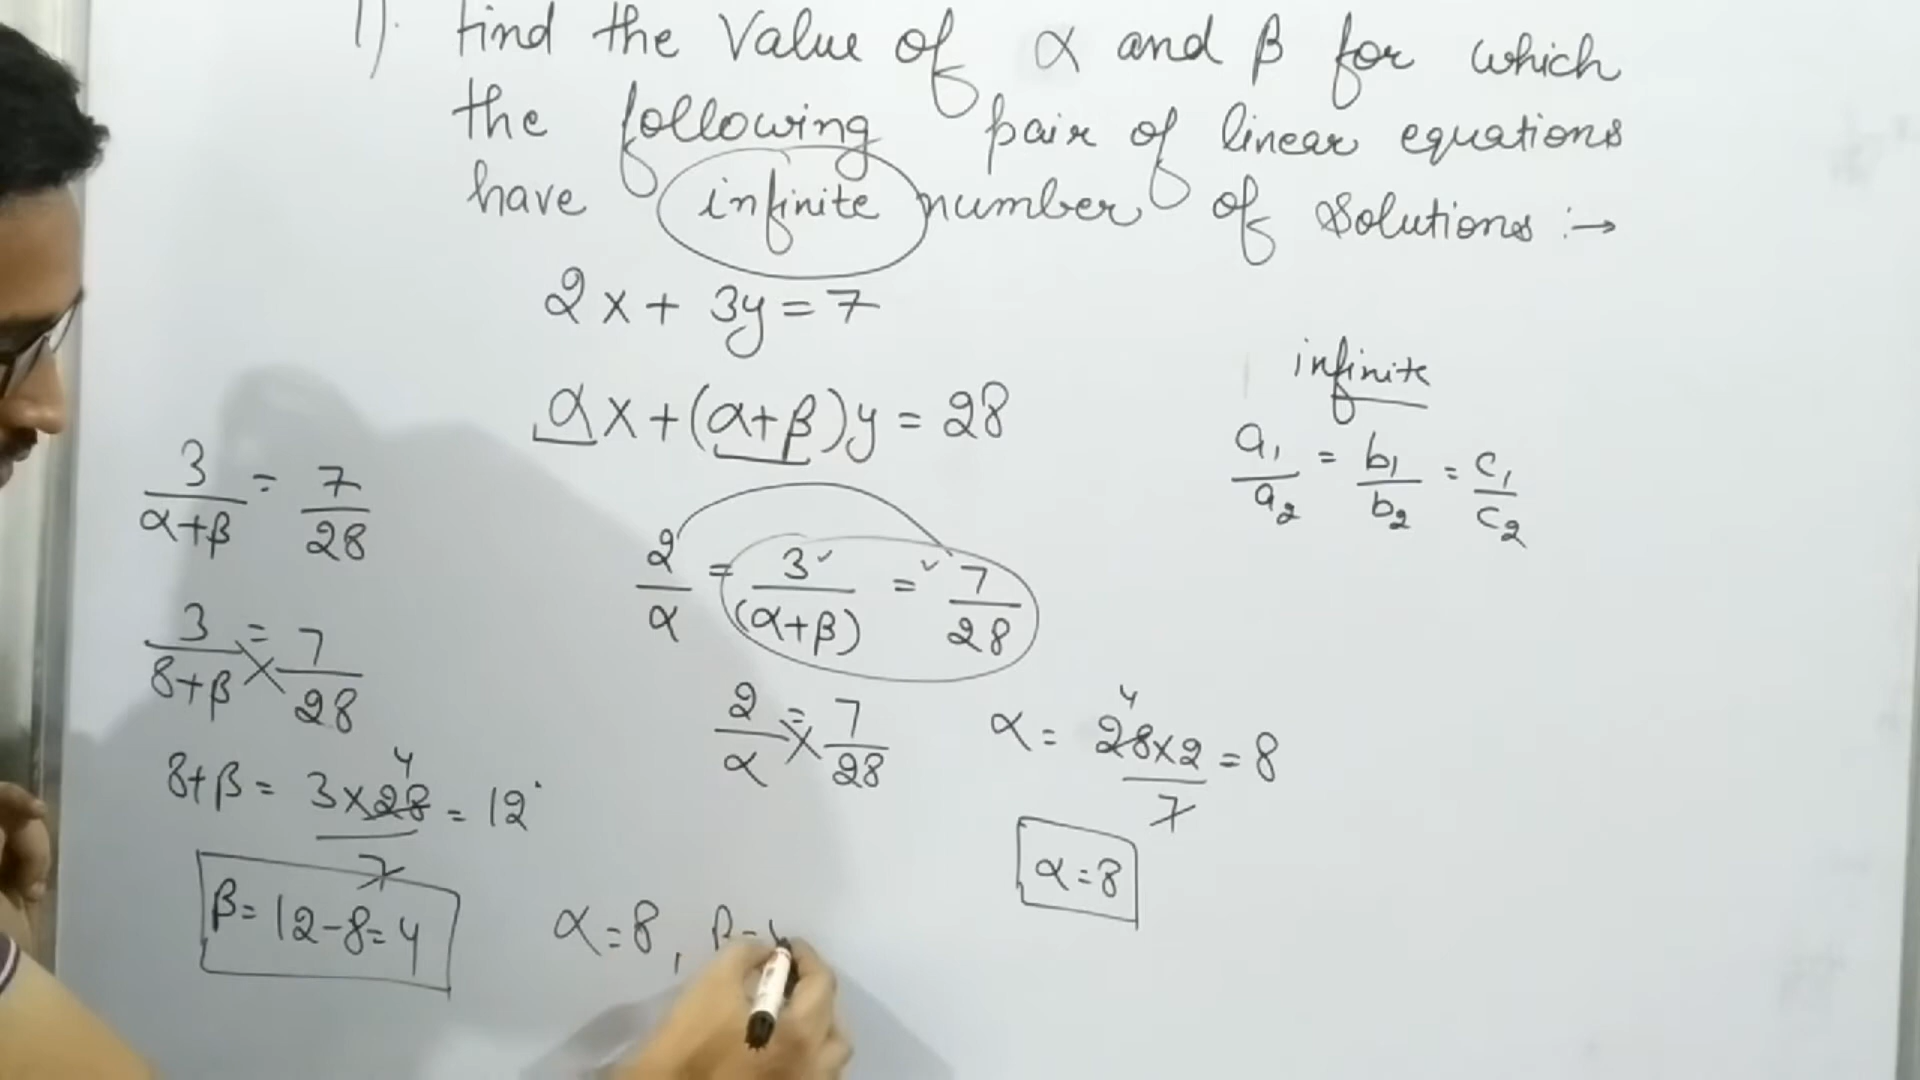 1). Find the Value of α and β for which
the following pair of linear equations
have infinite number of solutions :→
2x + 3y = 7
αx + (α+β)y = 28
infinite
a₁/a₂ = b₁/b₂ = c₁/c₂
2/α = 3/(α+β) = 7/28
2/α = 7/28
α = 28×2/7 = 8
4
α = 8
3/α+β = 7/28
3/8+β = 7/28
8+β = 3×28/7 = 12
4
β = 12-8 = 4
α = 8, β =